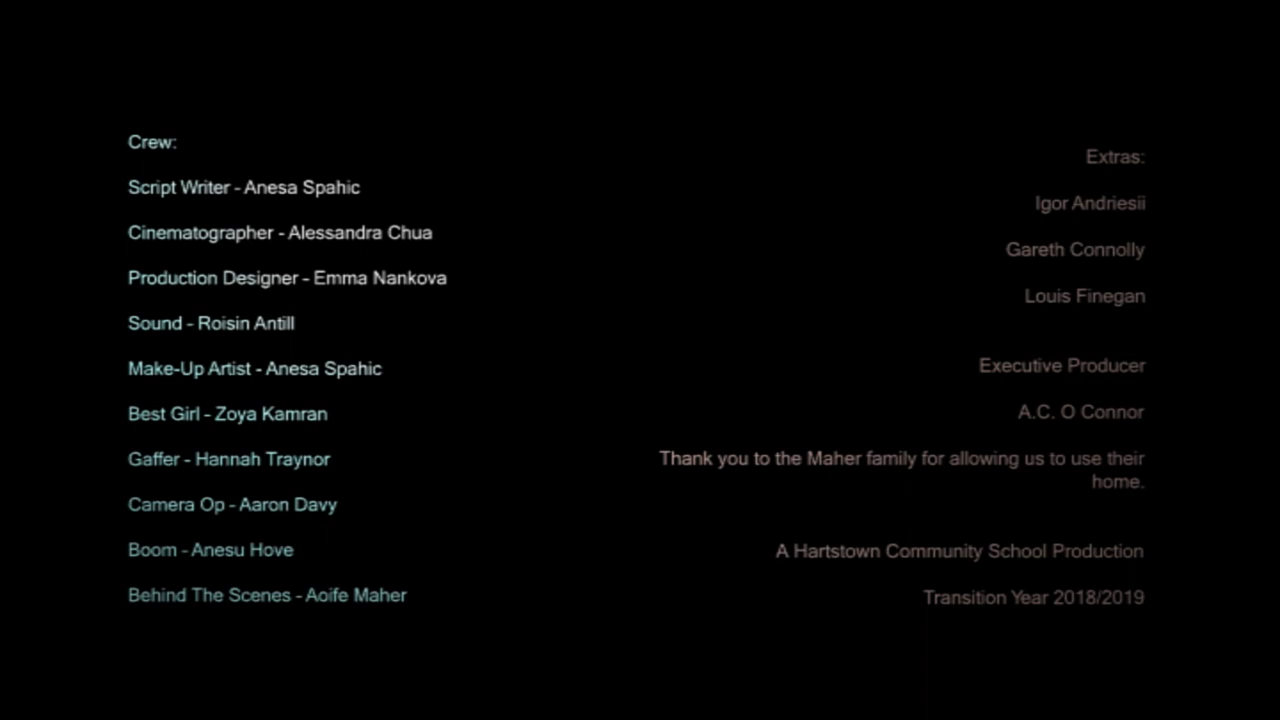 Crew:
Script Writer - Anesa Spahic
Cinematographer - Alessandra Chua
Production Designer - Emma Nankova
Sound - Roisin Antill
Make-Up Artist - Anesa Spahic
Best Girl - Zoya Kamran
Gaffer - Hannah Traynor
Camera Op - Aaron Davy
Boom - Anesu Hove
Behind The Scenes - Aoife Maher
Extras:
Igor Andriesii
Gareth Connolly
Louis Finegan
Executive Producer
A.C. O Connor
Thank you to the Maher family for allowing us to use their
home.
A Hartstown Community School Production
Transition Year 2018/2019